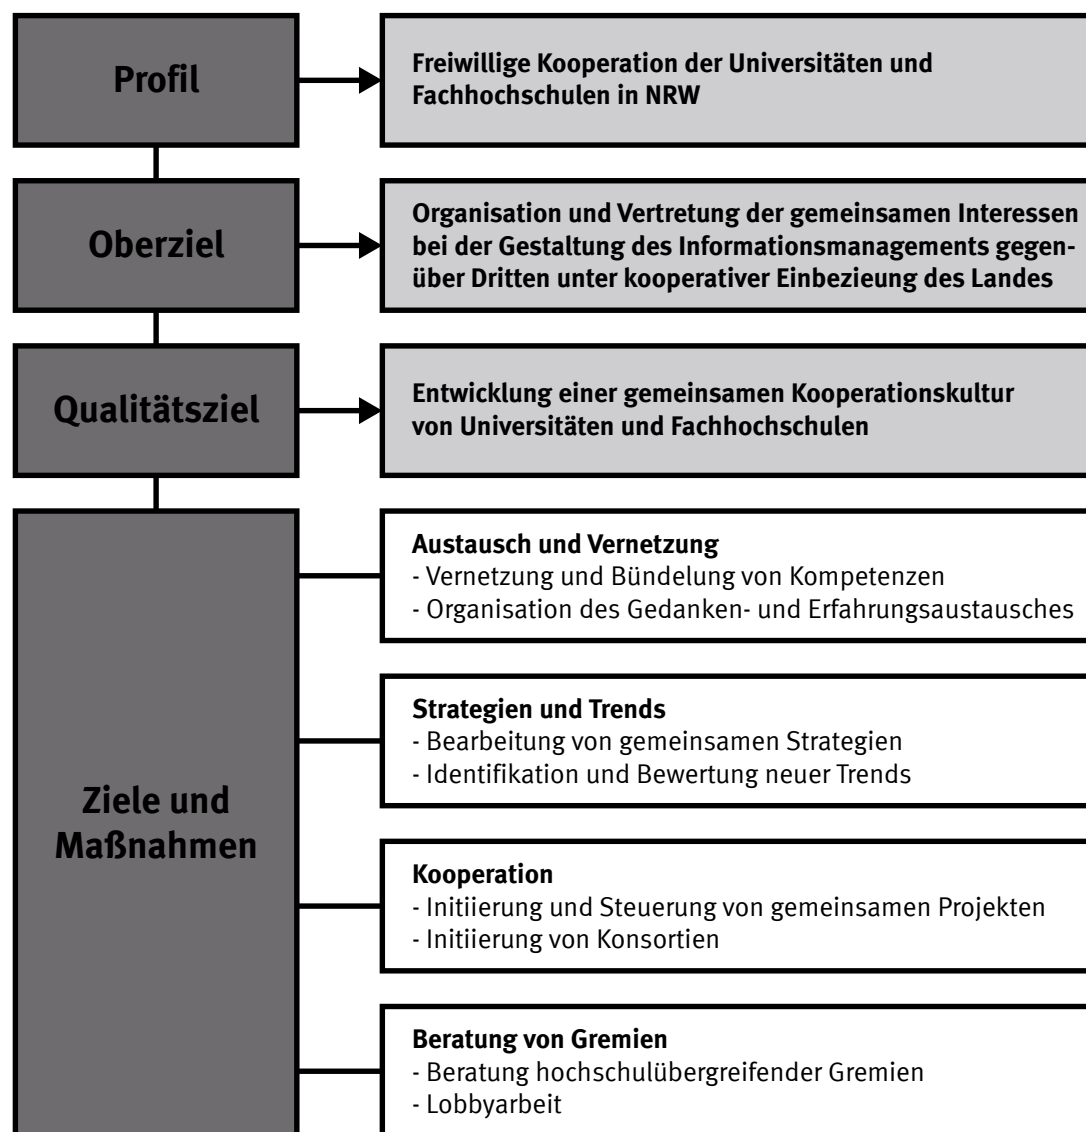 Profil
Freiwillige Kooperation der Universitäten und
Fachhochschulen in NRW
Oberziel
Organisation und Vertretung der gemeinsamen Interessen
bei der Gestaltung des Informationsmanagements gegen-
über Dritten unter kooperativer Einbezieung des Landes
Qualitätsziel
Entwicklung einer gemeinsamen Kooperationskultur
von Universitäten und Fachhochschulen
Ziele und
Maßnahmen
Austausch und Vernetzung
- Vernetzung und Bündelung von Kompetenzen
- Organisation des Gedanken- und Erfahrungsaustausches
Strategien und Trends
- Bearbeitung von gemeinsamen Strategien
- Identifikation und Bewertung neuer Trends
Kooperation
- Initiierung und Steuerung von gemeinsamen Projekten
- Initiierung von Konsortien
Beratung von Gremien
- Beratung hochschulübergreifender Gremien
- Lobbyarbeit